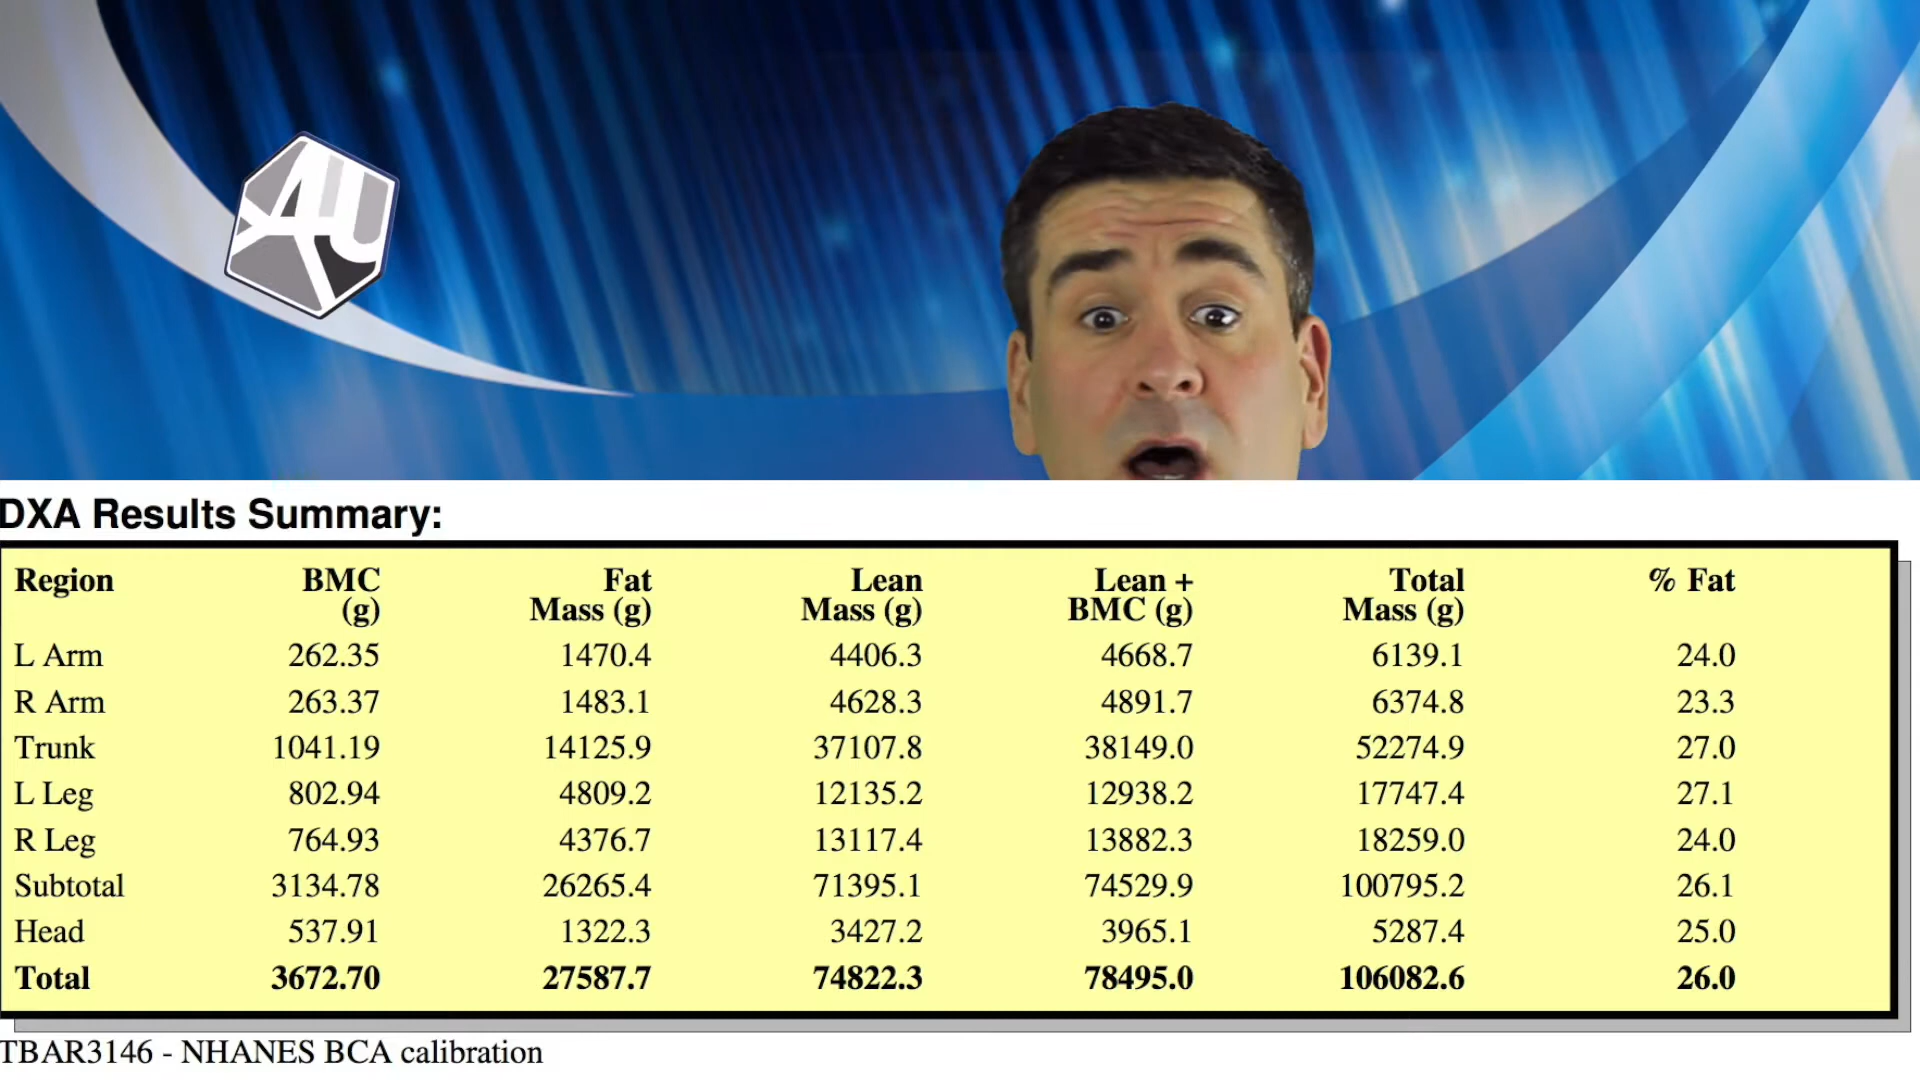 AU
DXA Results Summary:
Region BMC (g) Fat Mass (g) Lean Mass (g) Lean + BMC (g) Total Mass (g) % Fat
L Arm 262.35 1470.4 4406.3 4668.7 6139.1 24.0
R Arm 263.37 1483.1 4628.3 4891.7 6374.8 23.3
Trunk 1041.19 14125.9 37107.8 38149.0 52274.9 27.0
L Leg 802.94 4809.2 12135.2 12938.2 17747.4 27.1
R Leg 764.93 4376.7 13117.4 13882.3 18259.0 24.0
Subtotal 3134.78 26265.4 71395.1 74529.9 100795.2 26.1
Head 537.91 1322.3 3427.2 3965.1 5287.4 25.0
Total 3672.70 27587.7 74822.3 78495.0 106082.6 26.0
TBAR3146 - NHANES BCA calibration